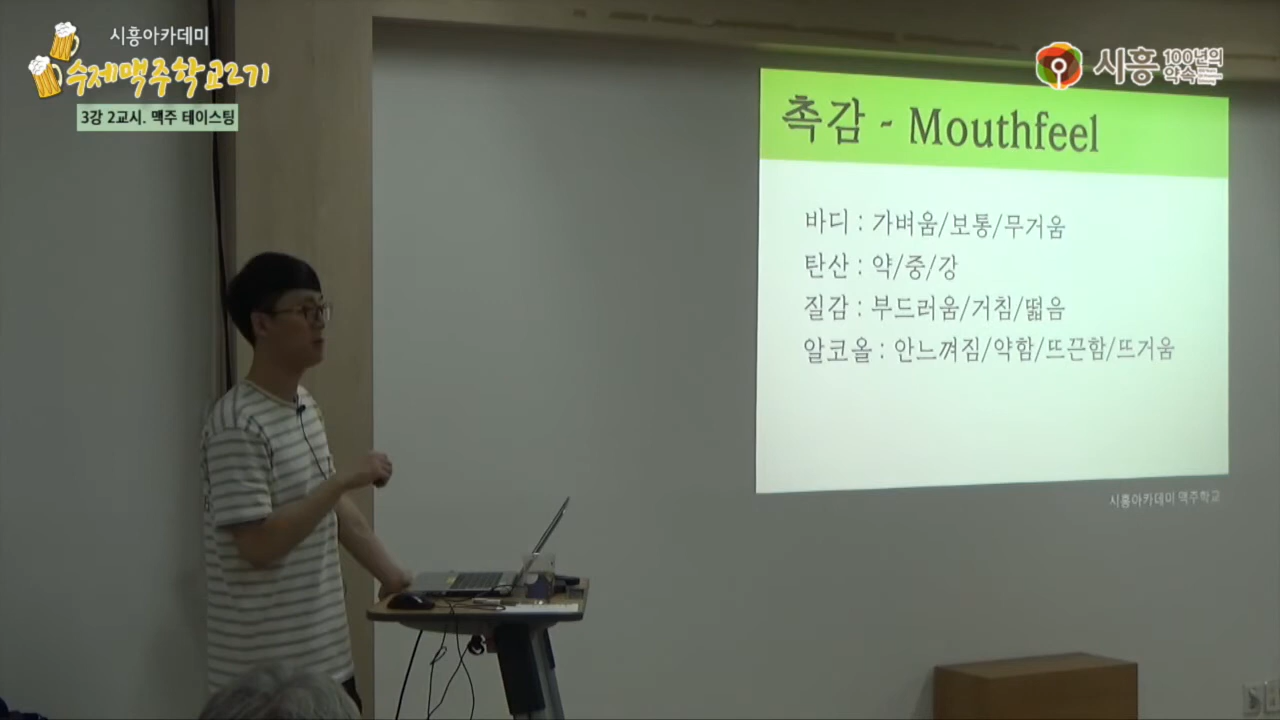 시흥아카데미
수제맥주학교2기
3강 2교시. 맥주 테이스팅
시흥 100년의
약속
촉감 - Mouthfeel
바디 : 가벼움/보통/무거움
탄산 : 약/중/강
질감 : 부드러움/거침/떫음
알코올 : 안느껴짐/약함/뜨끈함/뜨거움
시흥아카데미 맥주학교